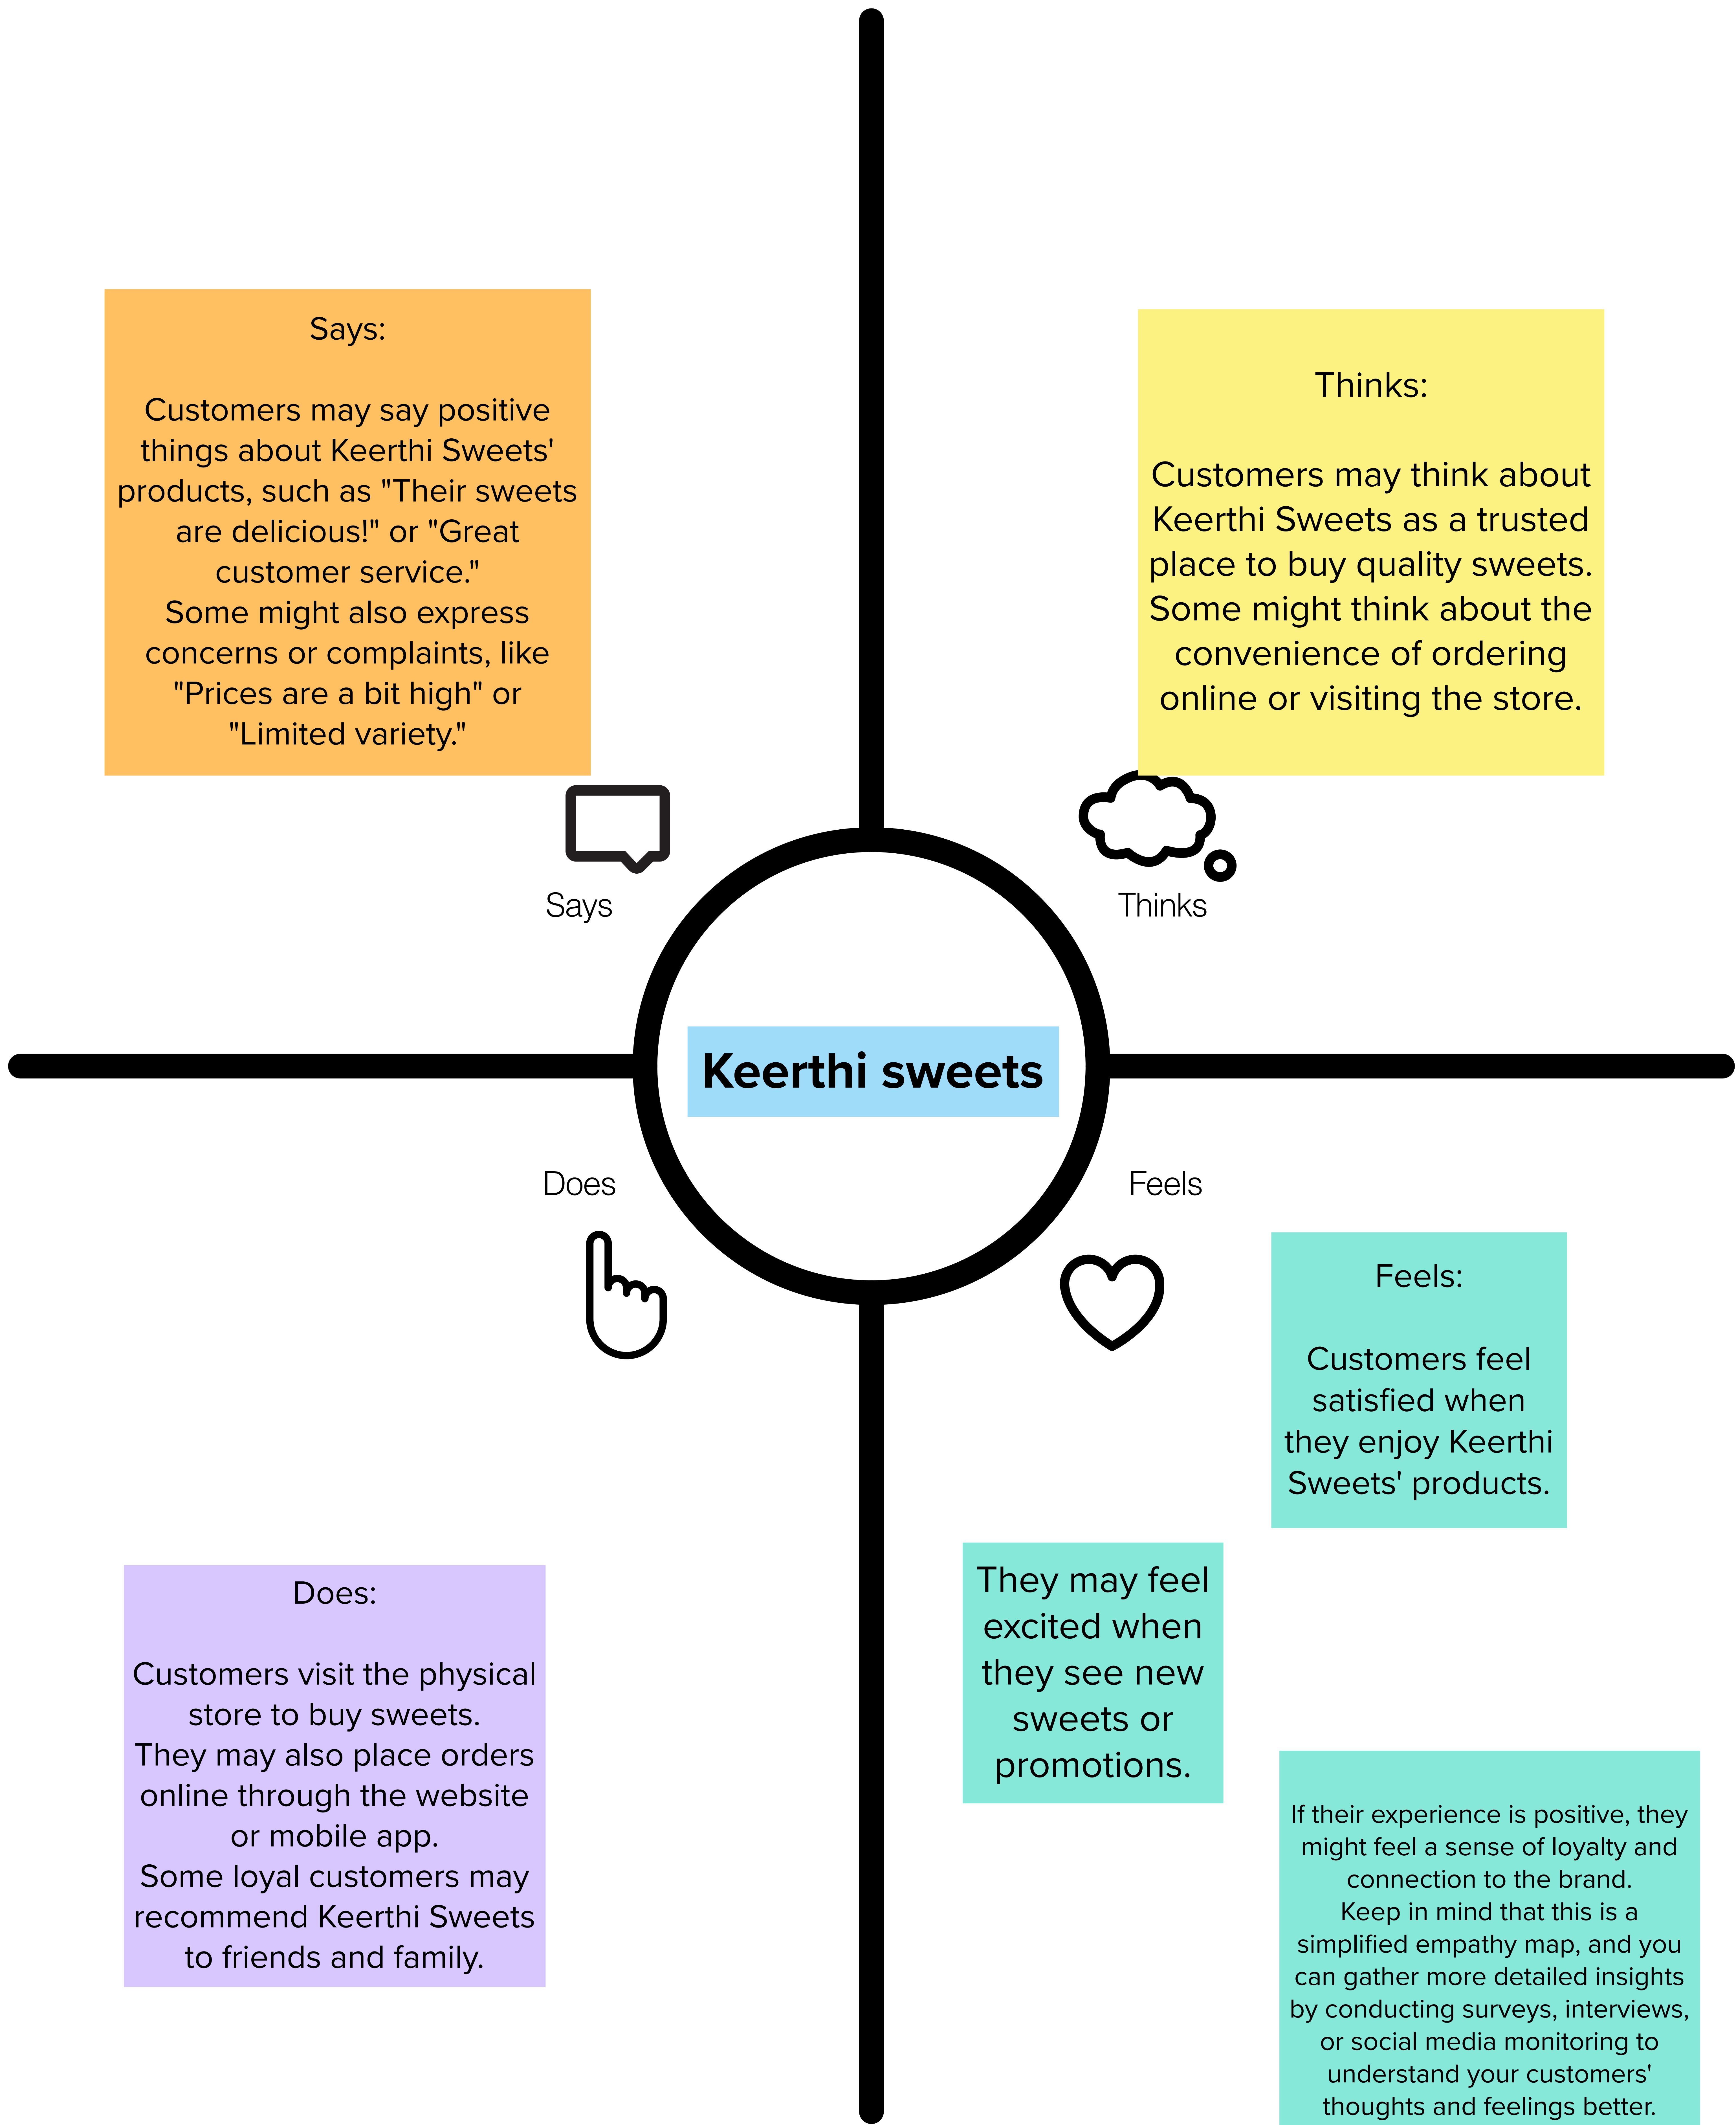 Says:
Customers may say positive
things about Keerthi Sweets'
products, such as "Their sweets
are delicious!" or "Great
customer service."
Some might also express
concerns or complaints, like
"Prices are a bit high" or
"Limited variety."
Thinks:
Customers may think about
Keerthi Sweets as a trusted
place to buy quality sweets.
Some might think about the
convenience of ordering
online or visiting the store.
Says
Thinks
Keerthi sweets
Does
Feels
Does:
Customers visit the physical
store to buy sweets.
They may also place orders
online through the website
or mobile app.
Some loyal customers may
recommend Keerthi Sweets
to friends and family.
Feels:
Customers feel
satisfied when
they enjoy Keerthi
Sweets' products.
They may feel
excited when
they see new
sweets or
promotions.
If their experience is positive, they
might feel a sense of loyalty and
connection to the brand.
Keep in mind that this is a
simplified empathy map, and you
can gather more detailed insights
by conducting surveys, interviews,
or social media monitoring to
understand your customers'
thoughts and feelings better.